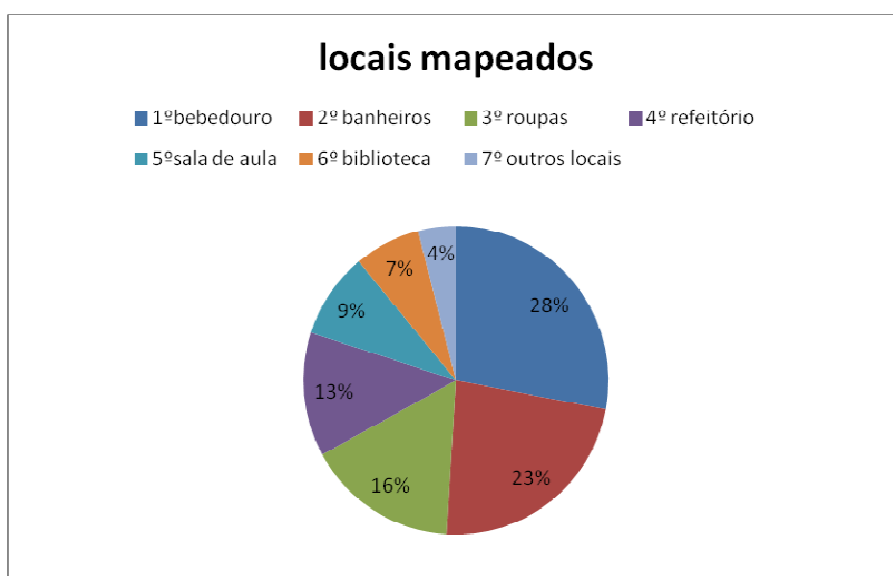 locais mapeados
1ºbebedouro 2º banheiros 3º roupas 4º refeitório
5ºsala de aula 6º biblioteca 7º outros locais
4%
7%
28%
9%
13%
23%
16%